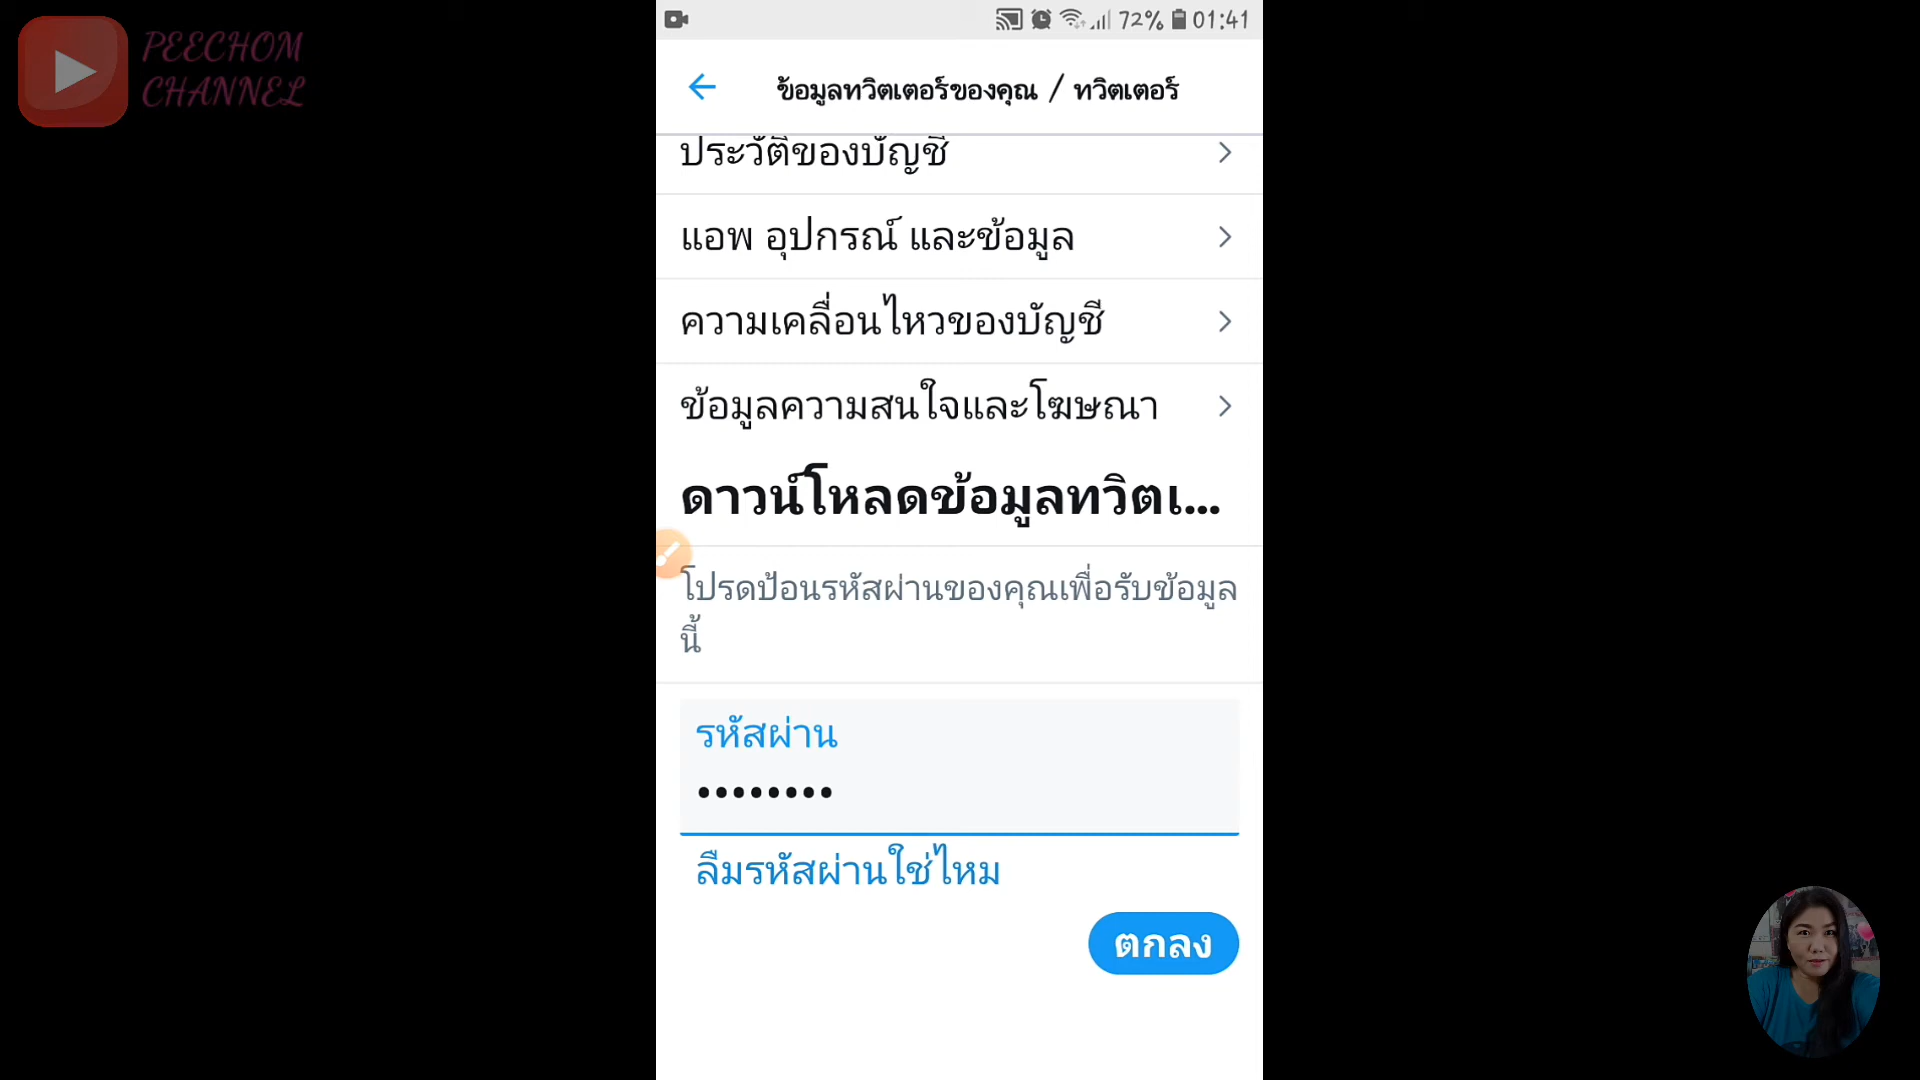 PEECHOM
CHANNEL
72% 01:41
ข้อมูลทวิตเตอร์ของคุณ / ทวิตเตอร์
ประวัติของบัญชี
แอพ อุปกรณ์ และข้อมูล
ความเคลื่อนไหวของบัญชี
ข้อมูลความสนใจและโฆษณา
ดาวน์โหลดข้อมูลทวิตเ...
โปรดป้อนรหัสผ่านของคุณเพื่อรับข้อมูล
นี้
รหัสผ่าน
••••••••
ลืมรหัสผ่านใช่ไหม
ตกลง